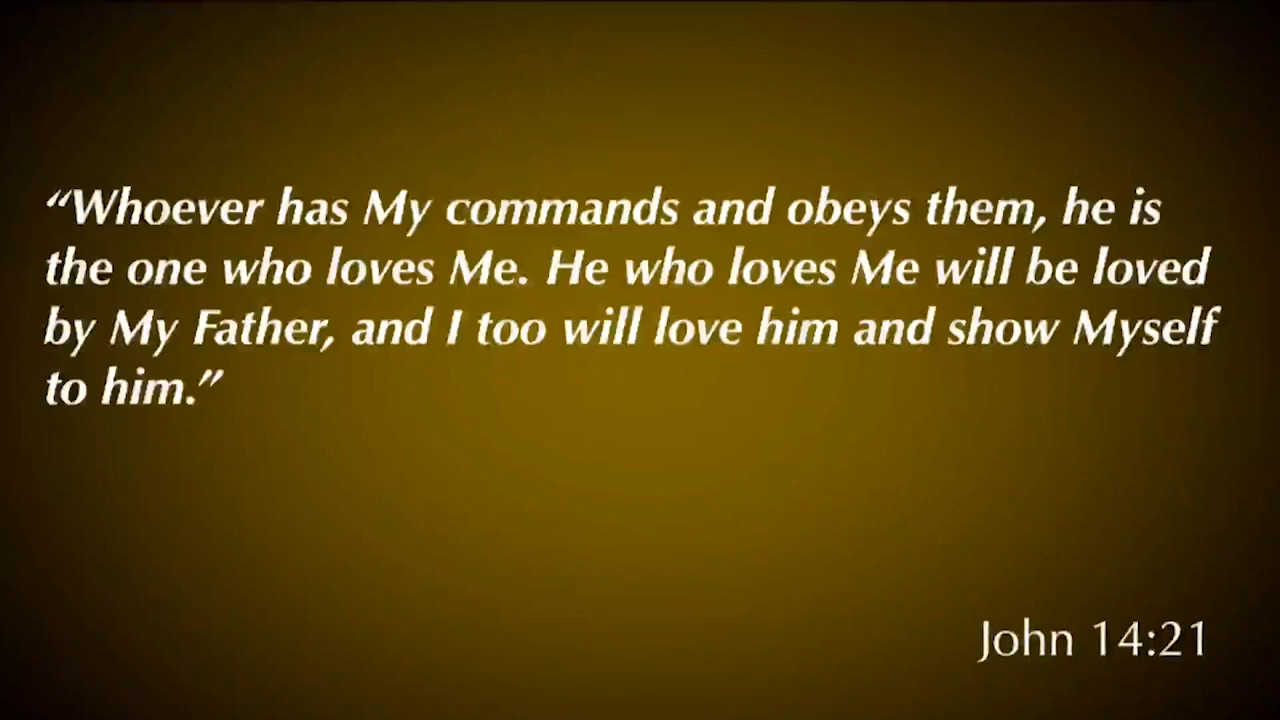 “Whoever has My commands and obeys them, he is
the one who loves Me. He who loves Me will be loved
by My Father, and I too will love him and show Myself
to him.”
John 14:21